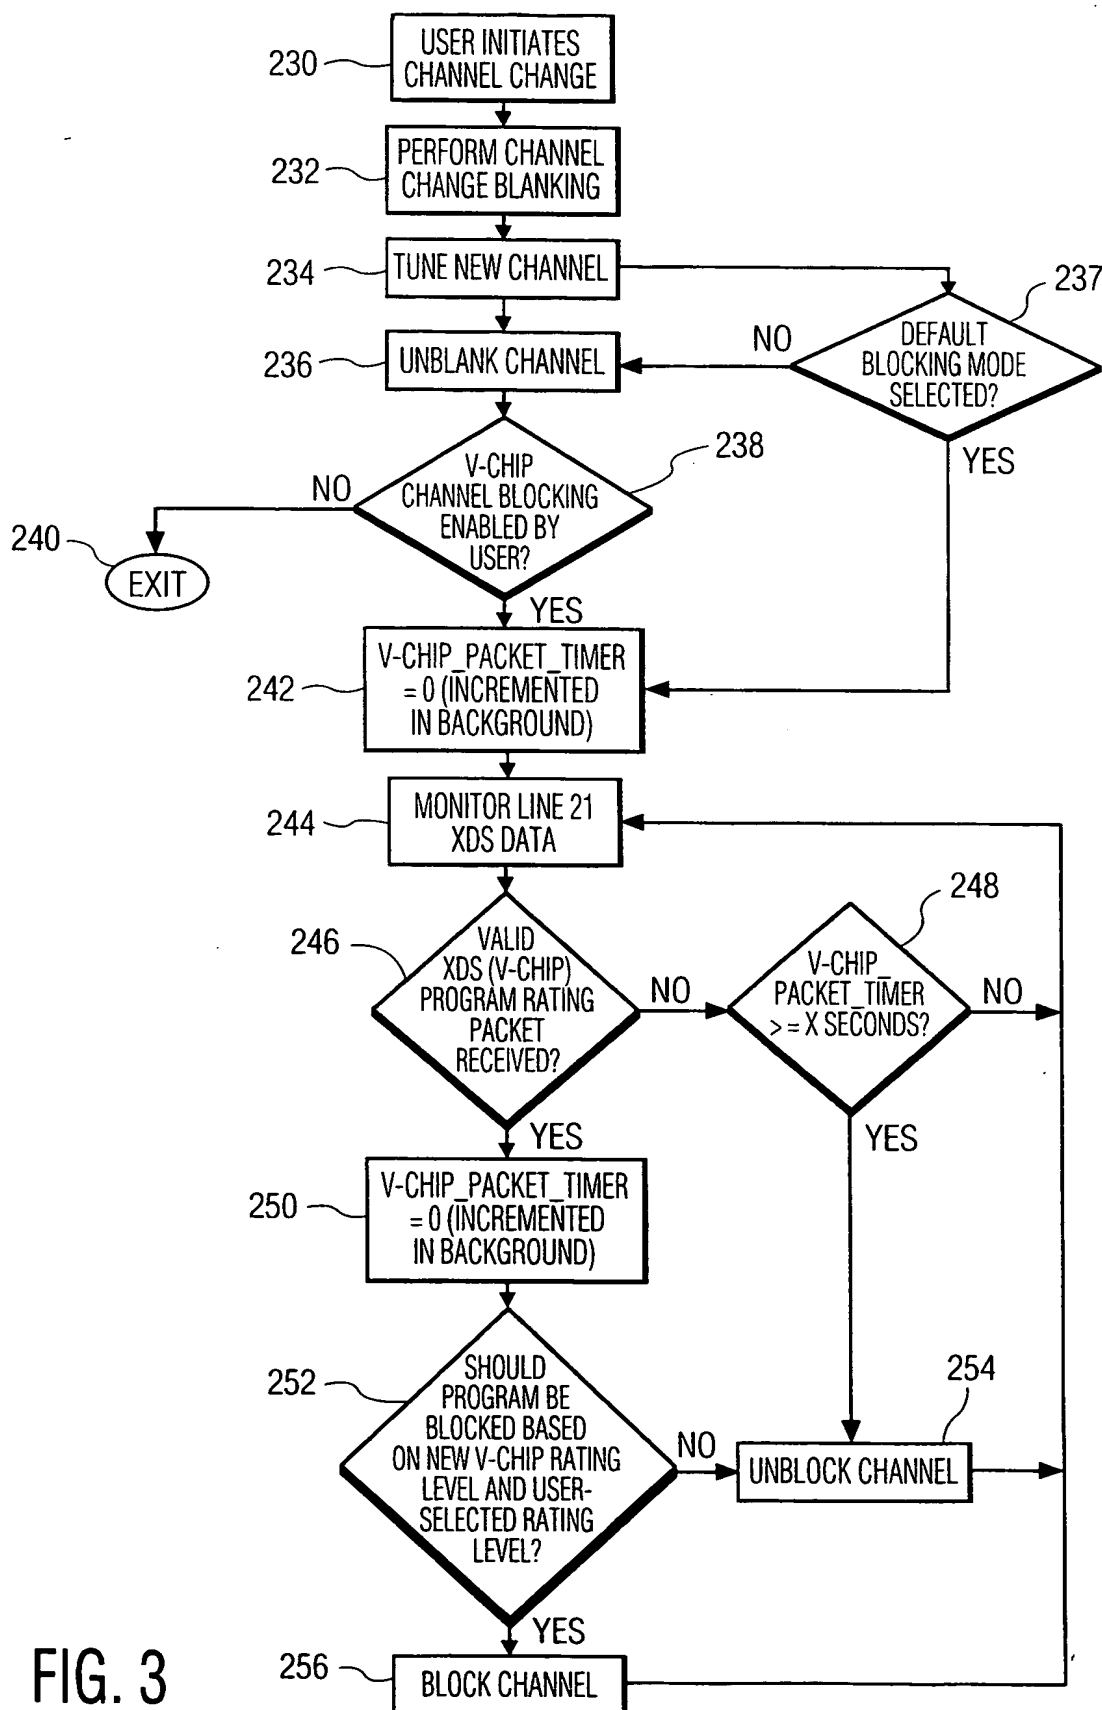 230
USER INITIATES
CHANNEL CHANGE
232
PERFORM CHANNEL
CHANGE BLANKING
234
TUNE NEW CHANNEL
237
DEFAULT
BLOCKING MODE
SELECTED?
NO
YES
236
UNBLANK CHANNEL
238
V-CHIP
CHANNEL BLOCKING
ENABLED BY
USER?
NO
240
EXIT
YES
242
V-CHIP_PACKET_TIMER
= 0 (INCREMENTED
IN BACKGROUND)
244
MONITOR LINE 21
XDS DATA
246
VALID
XDS (V-CHIP)
PROGRAM RATING
PACKET
RECEIVED?
NO
248
V-CHIP_
PACKET_TIMER
> = X SECONDS?
NO
YES
YES
250
V-CHIP_PACKET_TIMER
= 0 (INCREMENTED
IN BACKGROUND)
252
SHOULD
PROGRAM BE
BLOCKED BASED
ON NEW V-CHIP RATING
LEVEL AND USER-
SELECTED RATING
LEVEL?
NO
254
UNBLOCK CHANNEL
YES
256
BLOCK CHANNEL
FIG. 3